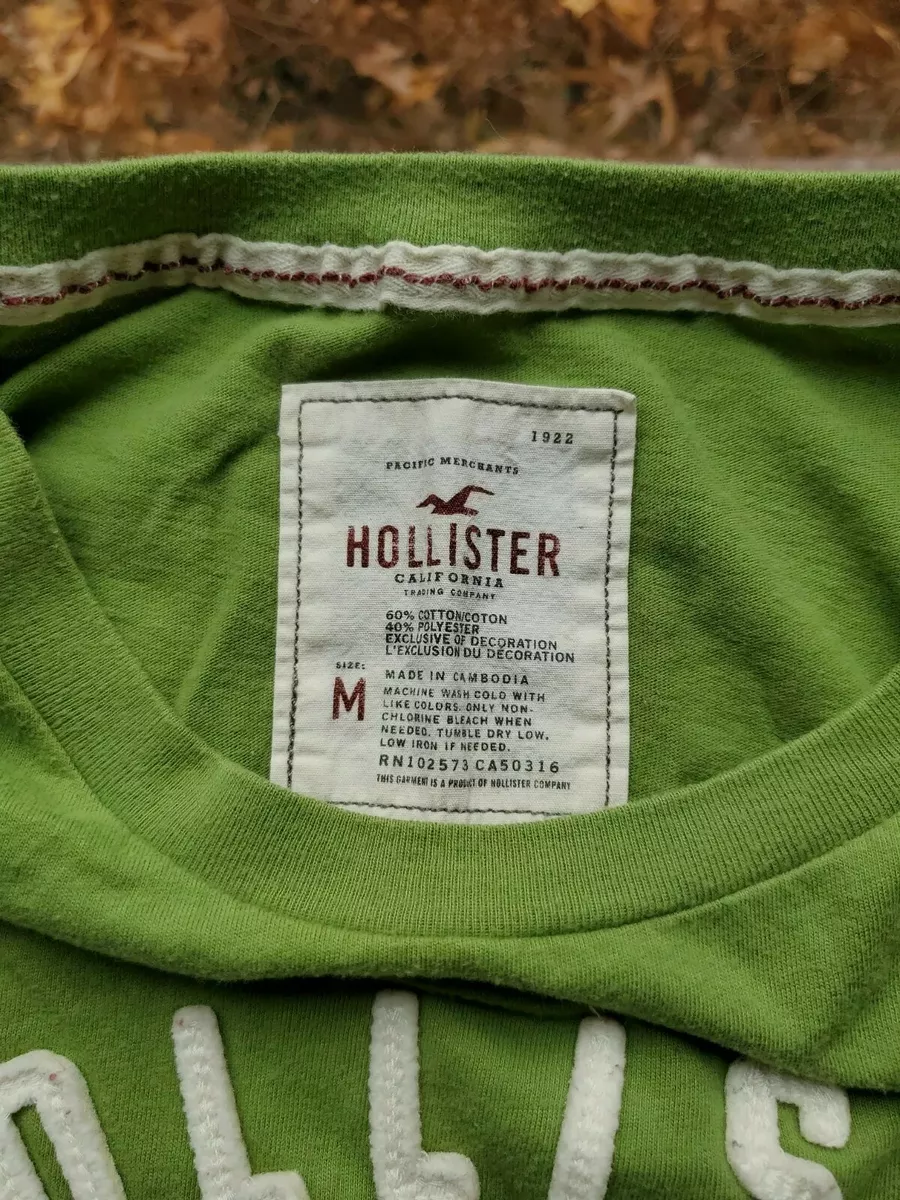 1922
PACIFIC MERCHANTS
HOLLISTER
CALIFORNIA
TRADING COMPANY
60% COTTON/COTON
40% POLYESTER
EXCLUSIVE OF DECORATION
L'EXCLUSION DU DECORATION
SIZE:
M
MADE IN CAMBODIA
MACHINE WASH COLD WITH
LIKE COLORS. ONLY NON-
CHLORINE BLEACH WHEN
NEEDED. TUMBLE DRY LOW.
LOW IRON IF NEEDED.
RN102573 CA50316
THIS GARMENT IS A PRODUCT OF HOLLISTER COMPANY